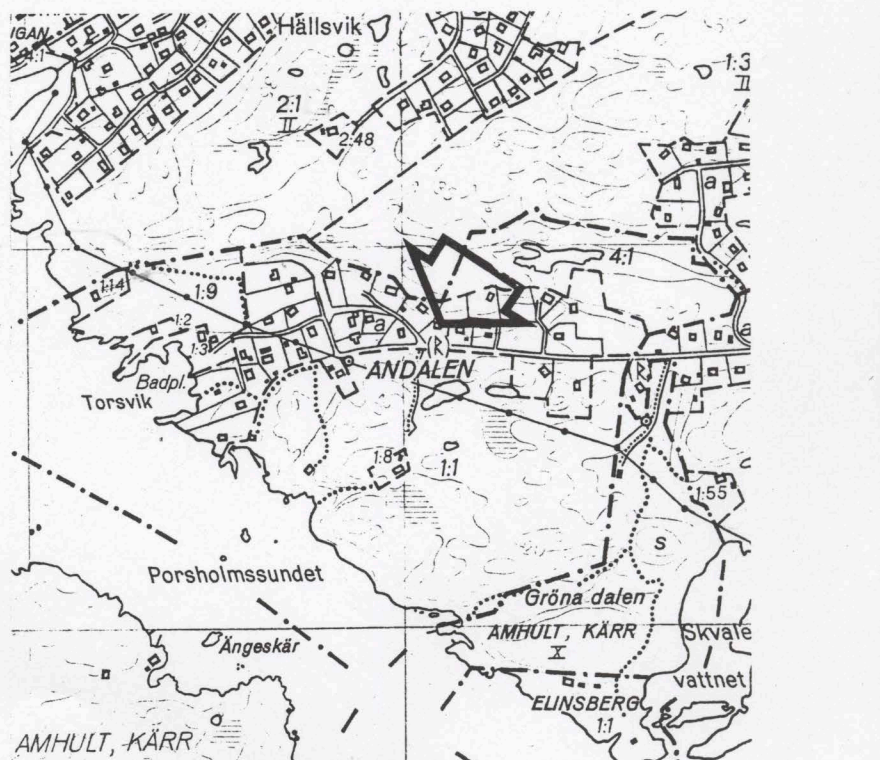 IGAN
4:1
Hällsvik
2:1
II
2:48
1:3
II
a
4:1
1:14
1:9
1:2
1:3
a
a
(R)
ANDALEN
Badpl.
Torsvik
1:8
1:1
1:55
S
Porsholmssundet
Gröna dalen
AMHULT, KÄRR
X
Skvale
vattnet
Ängeskär
ELINSBERG
1:1
AMHULT, KÄRR